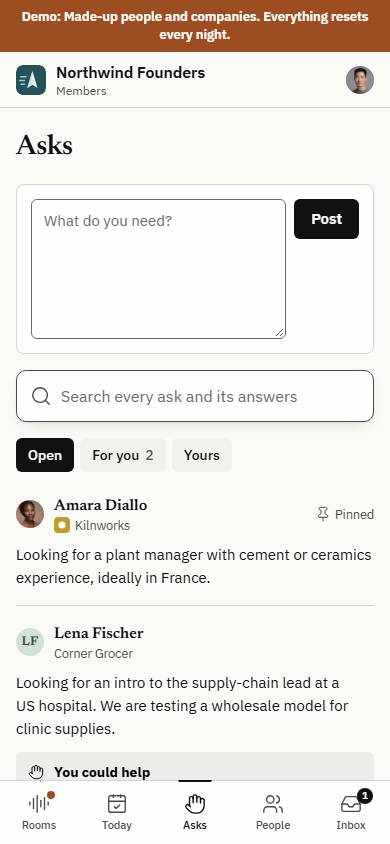 Demo: Made-up people and companies. Everything resets
every night.
Northwind Founders
Members
Asks
What do you need?
Post
Search every ask and its answers
Open
For you 2
Yours
Amara Diallo
Kilnworks
Pinned
Looking for a plant manager with cement or ceramics
experience, ideally in France.
LF
Lena Fischer
Corner Grocer
Looking for an intro to the supply-chain lead at a
US hospital. We are testing a wholesale model for
clinic supplies.
You could help
Rooms
Today
Asks
People
1
Inbox